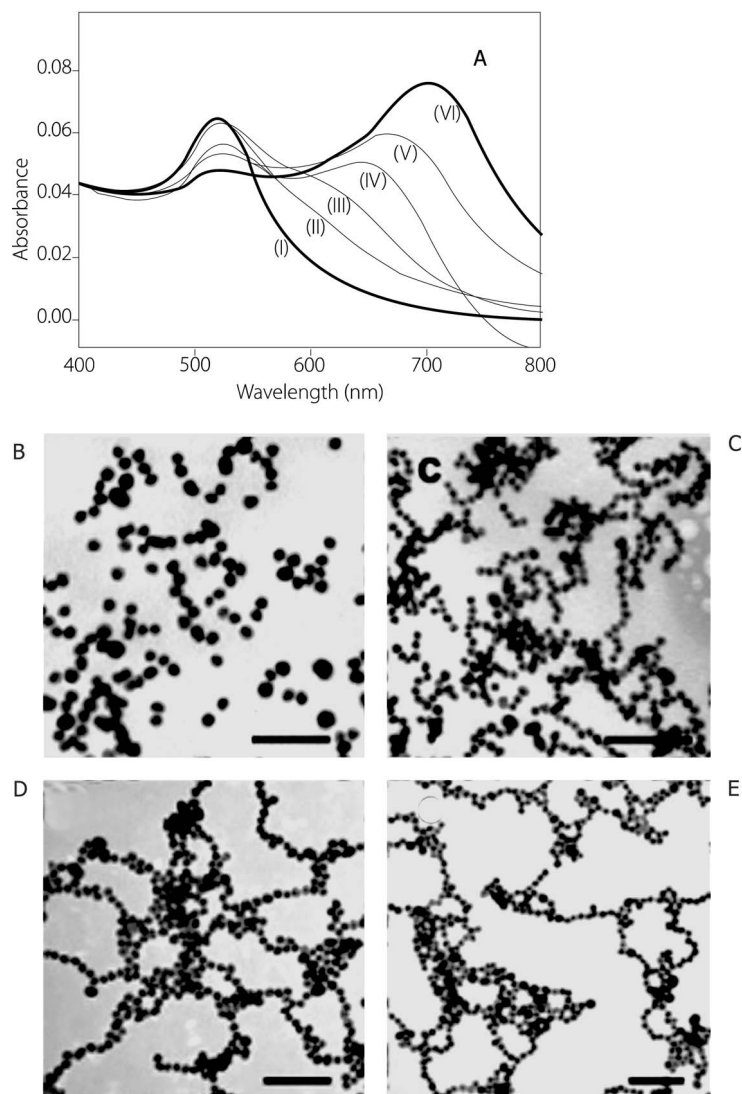 A
0.08
0.06
0.04
0.02
0.00
Absorbance
(VI)
(V)
(IV)
(III)
(II)
(I)
400 500 600 700 800
Wavelength (nm)
B
C
C
D
E